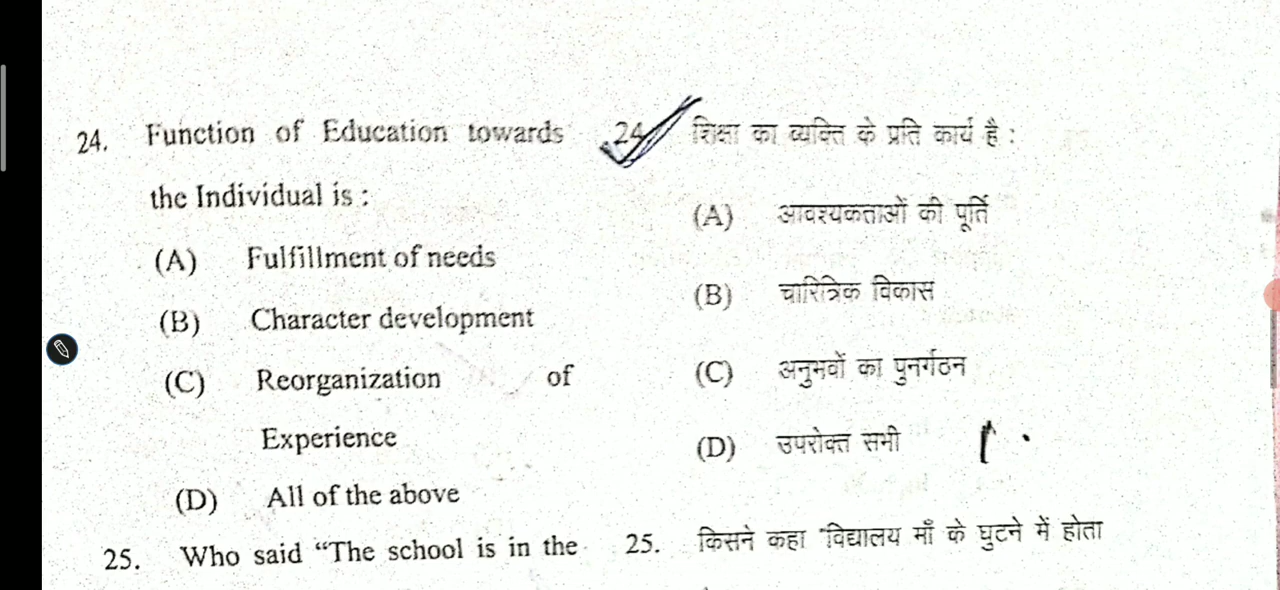 24. Function of Education towards
the Individual is :
(A) Fulfillment of needs
(B) Character development
(C) Reorganization of
Experience
(D) All of the above
25. Who said “The school is in the
24 शिक्षा का व्यक्ति के प्रति कार्य है :
(A) आवश्यकताओं की पूर्ति
(B) चारित्रिक विकास
(C) अनुभवों का पुनर्गठन
(D) उपरोक्त सभी
25. किसने कहा "विद्यालय माँ के घुटने में होता